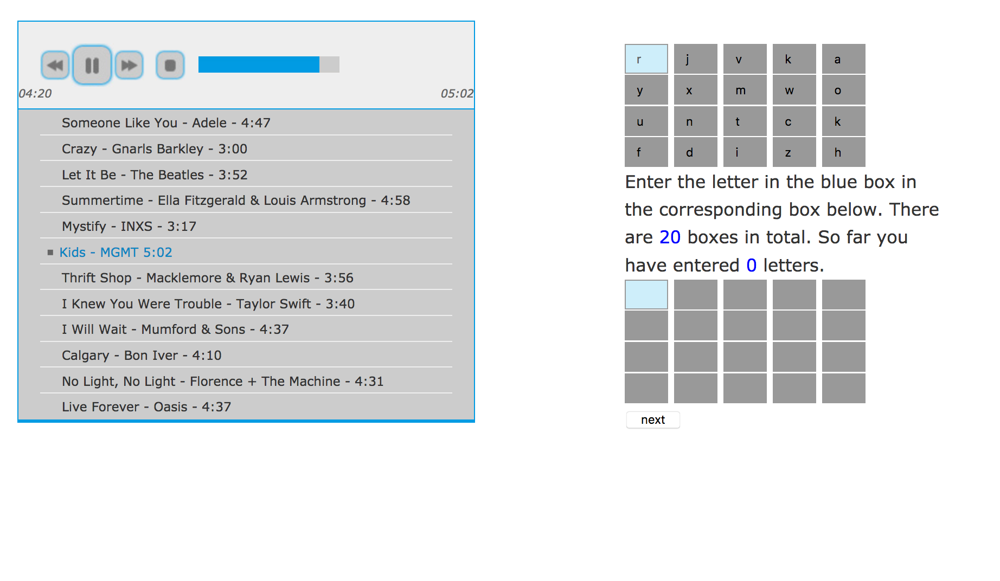 04:20 05:02
Someone Like You - Adele - 4:47
Crazy - Gnarls Barkley - 3:00
Let It Be - The Beatles - 3:52
Summertime - Ella Fitzgerald & Louis Armstrong - 4:58
Mystify - INXS - 3:17
Kids - MGMT 5:02
Thrift Shop - Macklemore & Ryan Lewis - 3:56
I Knew You Were Trouble - Taylor Swift - 3:40
I Will Wait - Mumford & Sons - 4:37
Calgary - Bon Iver - 4:10
No Light, No Light - Florence + The Machine - 4:31
Live Forever - Oasis - 4:37
r j v k a
y x m w o
u n t c k
f d i z h
Enter the letter in the blue box in
the corresponding box below. There
are 20 boxes in total. So far you
have entered 0 letters.
next